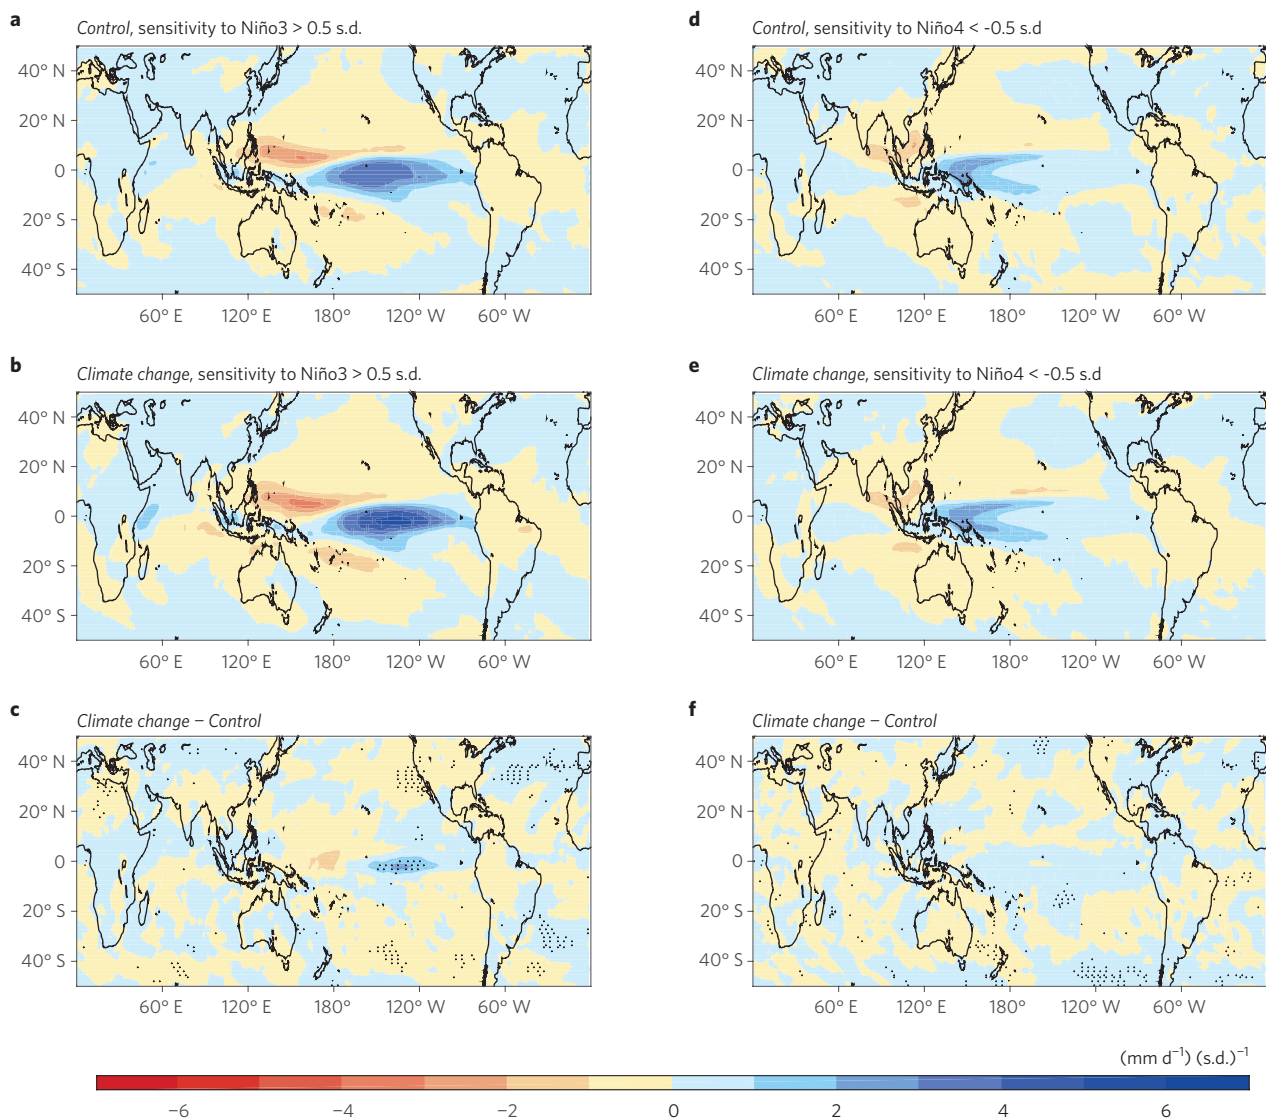 a
Control, sensitivity to Niño3 > 0.5 s.d.
40° N
20° N
0
20° S
40° S
60° E 120° E 180° 120° W 60° W
d
Control, sensitivity to Niño4 < -0.5 s.d
40° N
20° N
0
20° S
40° S
60° E 120° E 180° 120° W 60° W
b
Climate change, sensitivity to Niño3 > 0.5 s.d.
40° N
20° N
0
20° S
40° S
60° E 120° E 180° 120° W 60° W
e
Climate change, sensitivity to Niño4 < -0.5 s.d
40° N
20° N
0
20° S
40° S
60° E 120° E 180° 120° W 60° W
c
Climate change – Control
40° N
20° N
0
20° S
40° S
60° E 120° E 180° 120° W 60° W
f
Climate change – Control
40° N
20° N
0
20° S
40° S
60° E 120° E 180° 120° W 60° W
(mm d⁻¹) (s.d.)⁻¹
−6 −4 −2 0 2 4 6